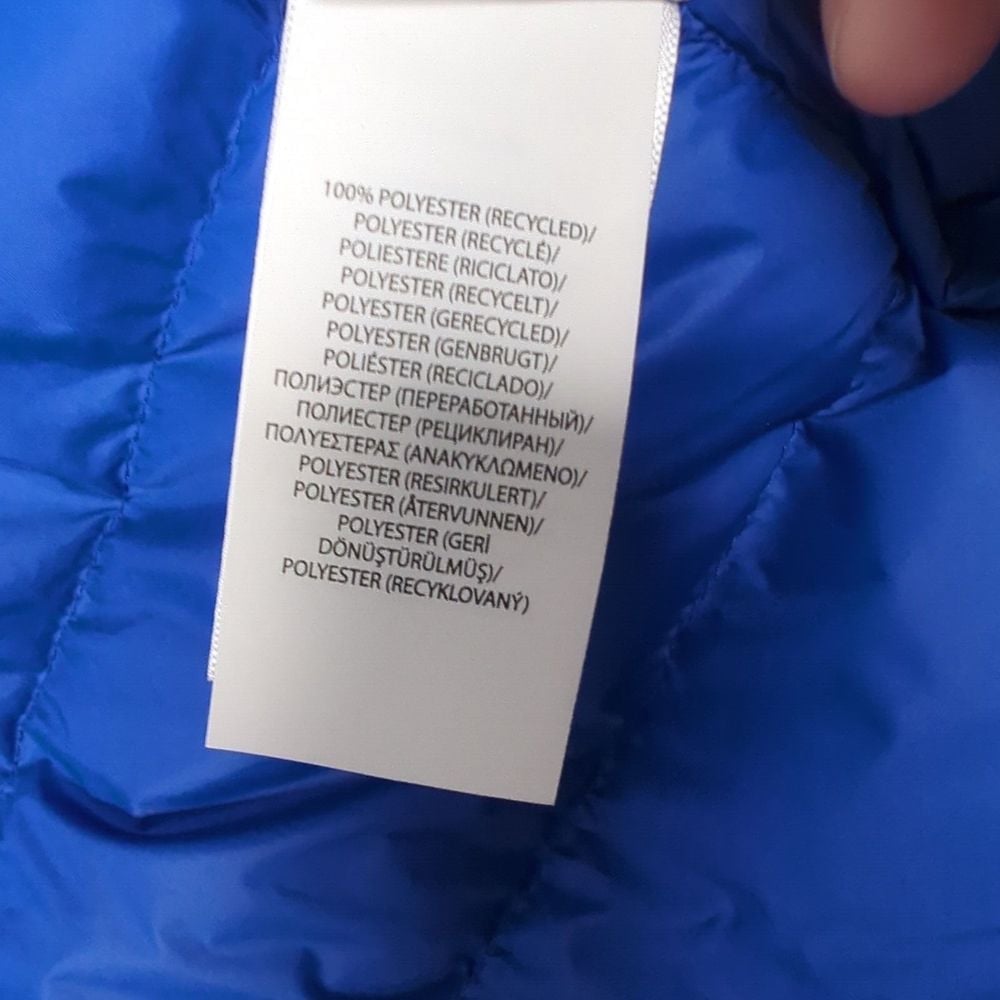 100% POLYESTER (RECYCLED)/
POLYESTER (RECYCLÉ)/
POLIESTERE (RICICLATO)/
POLYESTER (RECYCELT)/
POLYESTER (GERECYCLED)/
POLYESTER (GENBRUGT)/
POLIÉSTER (RECICLADO)/
ПОЛИЭСТЕР (ПЕРЕРАБОТАННЫЙ)/
ПОЛИЕСТЕР (РЕЦИКЛИРАН)/
ΠΟΛΥΕΣΤΕΡΑΣ (ΑΝΑΚΥΚΛΩΜΕΝΟ)/
POLYESTER (RESIRKULERT)/
POLYESTER (ÅTERVUNNEN)/
POLYESTER (GERİ
DÖNÜŞTÜRÜLMÜŞ)/
POLYESTER (RECYKLOVANÝ)